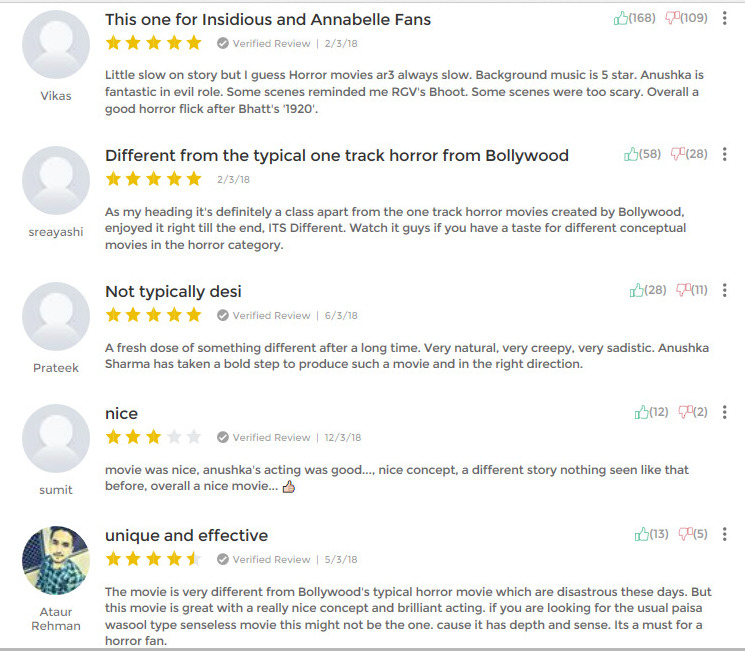 This one for Insidious and Annabelle Fans
(168) (109)
Verified Review | 2/3/18
Little slow on story but I guess Horror movies ar3 always slow. Background music is 5 star. Anushka is
fantastic in evil role. Some scenes reminded me RGV's Bhoot. Some scenes were too scary. Overall a
good horror flick after Bhatt's '1920'.
Vikas
Different from the typical one track horror from Bollywood
(58) (28)
2/3/18
As my heading it's definitely a class apart from the one track horror movies created by Bollywood,
enjoyed it right till the end, ITS Different. Watch it guys if you have a taste for different conceptual
movies in the horror category.
sreayashi
Not typically desi
(28) (11)
Verified Review | 6/3/18
A fresh dose of something different after a long time. Very natural, very creepy, very sadistic. Anushka
Sharma has taken a bold step to produce such a movie and in the right direction.
Prateek
nice
(12) (2)
Verified Review | 12/3/18
movie was nice, anushka's acting was good..., nice concept, a different story nothing seen like that
before, overall a nice movie... 👍
sumit
unique and effective
(13) (5)
Verified Review | 5/3/18
The movie is very different from Bollywood's typical horror movie which are disastrous these days. But
this movie is great with a really nice concept and brilliant acting. if you are looking for the usual paisa
wasool type senseless movie this might not be the one. cause it has depth and sense. Its a must for a
horror fan.
Ataur
Rehman